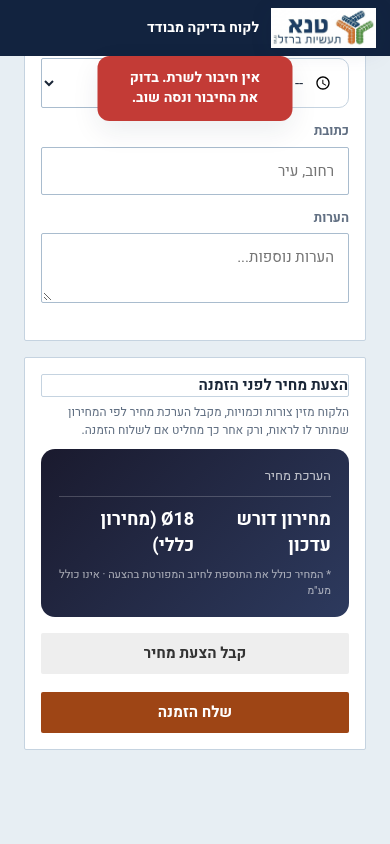 טנא
תעשיות ברזל
לקוח בדיקה מבודד
אין חיבור לשרת. בדוק
את החיבור ונסה שוב.
--
כתובת
רחוב, עיר
הערות
הערות נוספות...
הצעת מחיר לפני הזמנה
הלקוח מזין צורות וכמויות, מקבל הערכת מחיר לפי המחירון
שמותר לו לראות, ורק אחר כך מחליט אם לשלוח הזמנה.
הערכת מחיר
מחירון דורש
עדכון
Ø18 (מחירון
כללי)
* המחיר כולל את התוספת לחיוב המפורטת בהצעה · אינו כולל
מע"מ
קבל הצעת מחיר
שלח הזמנה